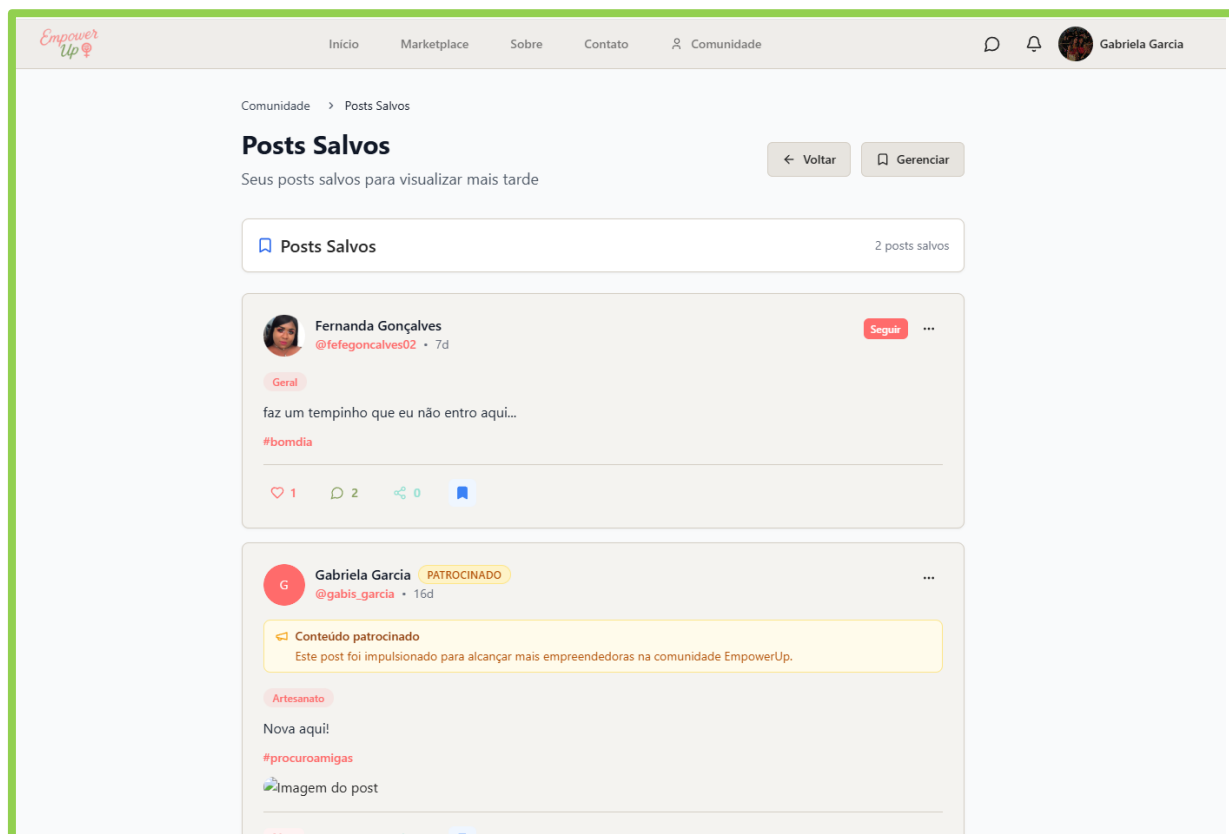 Empower
Up
Início Marketplace Sobre Contato Comunidade Gabriela Garcia
Comunidade > Posts Salvos
Posts Salvos
Seus posts salvos para visualizar mais tarde
← Voltar
Gerenciar
Posts Salvos
2 posts salvos
Fernanda Gonçalves
@fefegoncalves02 • 7d
Seguir ...
Geral
faz um tempinho que eu não entro aqui...
#bomdia
1 2 0
G
Gabriela Garcia PATROCINADO
@gabis_garcia • 16d
...
Conteúdo patrocinado
Este post foi impulsionado para alcançar mais empreendedoras na comunidade EmpowerUp.
Artesanato
Nova aqui!
#procuroamigas
Imagem do post